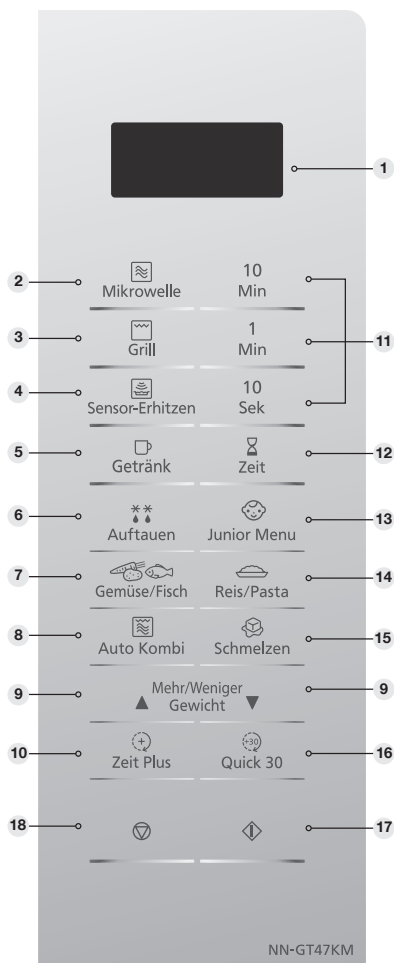 1
2
Mikrowelle
10
Min
3
Grill
1
Min
11
4
Sensor-Erhitzen
10
Sek
5
Getränk
Zeit
12
6
Auftauen
Junior Menu
13
7
Gemüse/Fisch
Reis/Pasta
14
8
Auto Kombi
Schmelzen
15
9
Mehr/Weniger
Gewicht
9
10
Zeit Plus
+30
Quick 30
16
18
17
NN-GT47KM